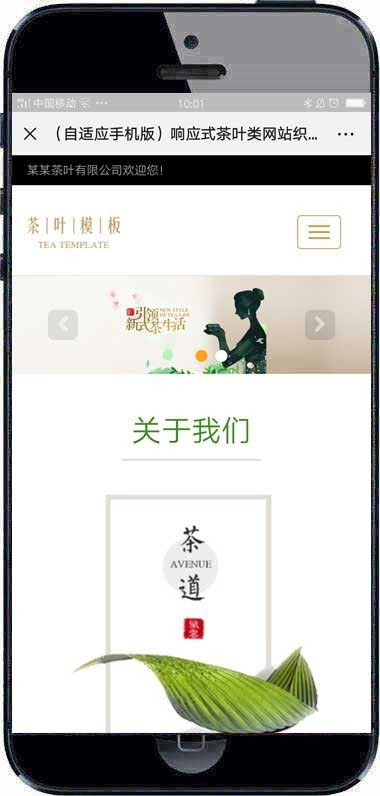 中国移动
10:01
（自适应手机版）响应式茶叶类网站织...
某某茶叶有限公司欢迎您！
茶|叶|模|板
TEA TEMPLATE
引领
NEW STYLE
OF TEA LIFE
新式茶生活
关于我们
茶
AVENUE
道